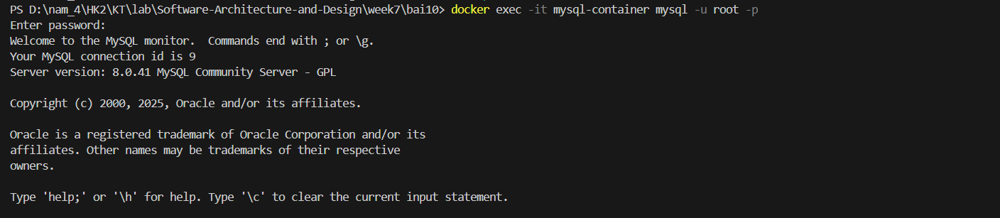 PS D:\nam_4\HK2\KT\lab\Software-Architecture-and-Design\week7\bai10> docker exec -it mysql-container mysql -u root -p
Enter password:
Welcome to the MySQL monitor.  Commands end with ; or \g.
Your MySQL connection id is 9
Server version: 8.0.41 MySQL Community Server - GPL

Copyright (c) 2000, 2025, Oracle and/or its affiliates.

Oracle is a registered trademark of Oracle Corporation and/or its
affiliates. Other names may be trademarks of their respective
owners.

Type 'help;' or '\h' for help. Type '\c' to clear the current input statement.